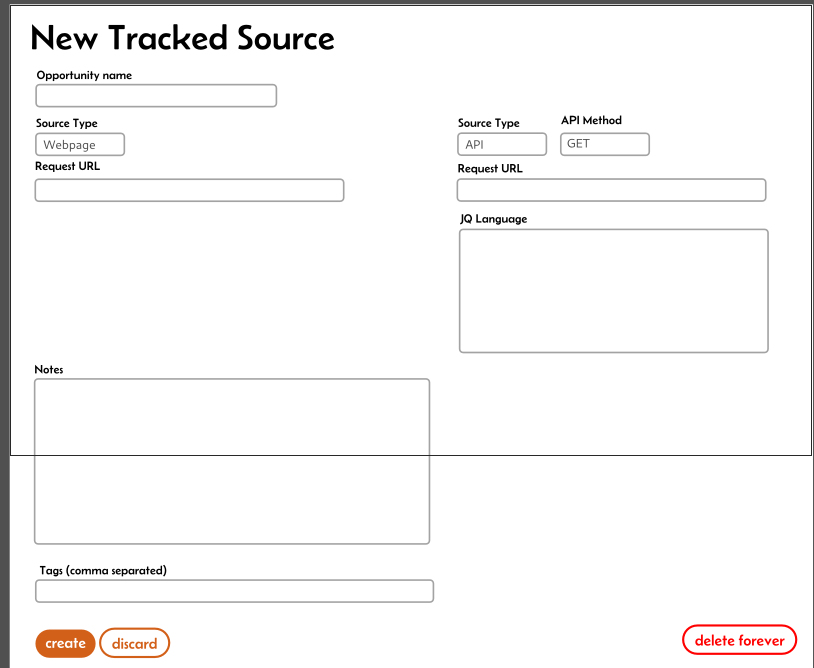 New Tracked Source
Opportunity name
Source Type
Webpage
Request URL
Source Type API Method
API GET
Request URL
JQ Language
Notes
Tags (comma separated)
create discard delete forever